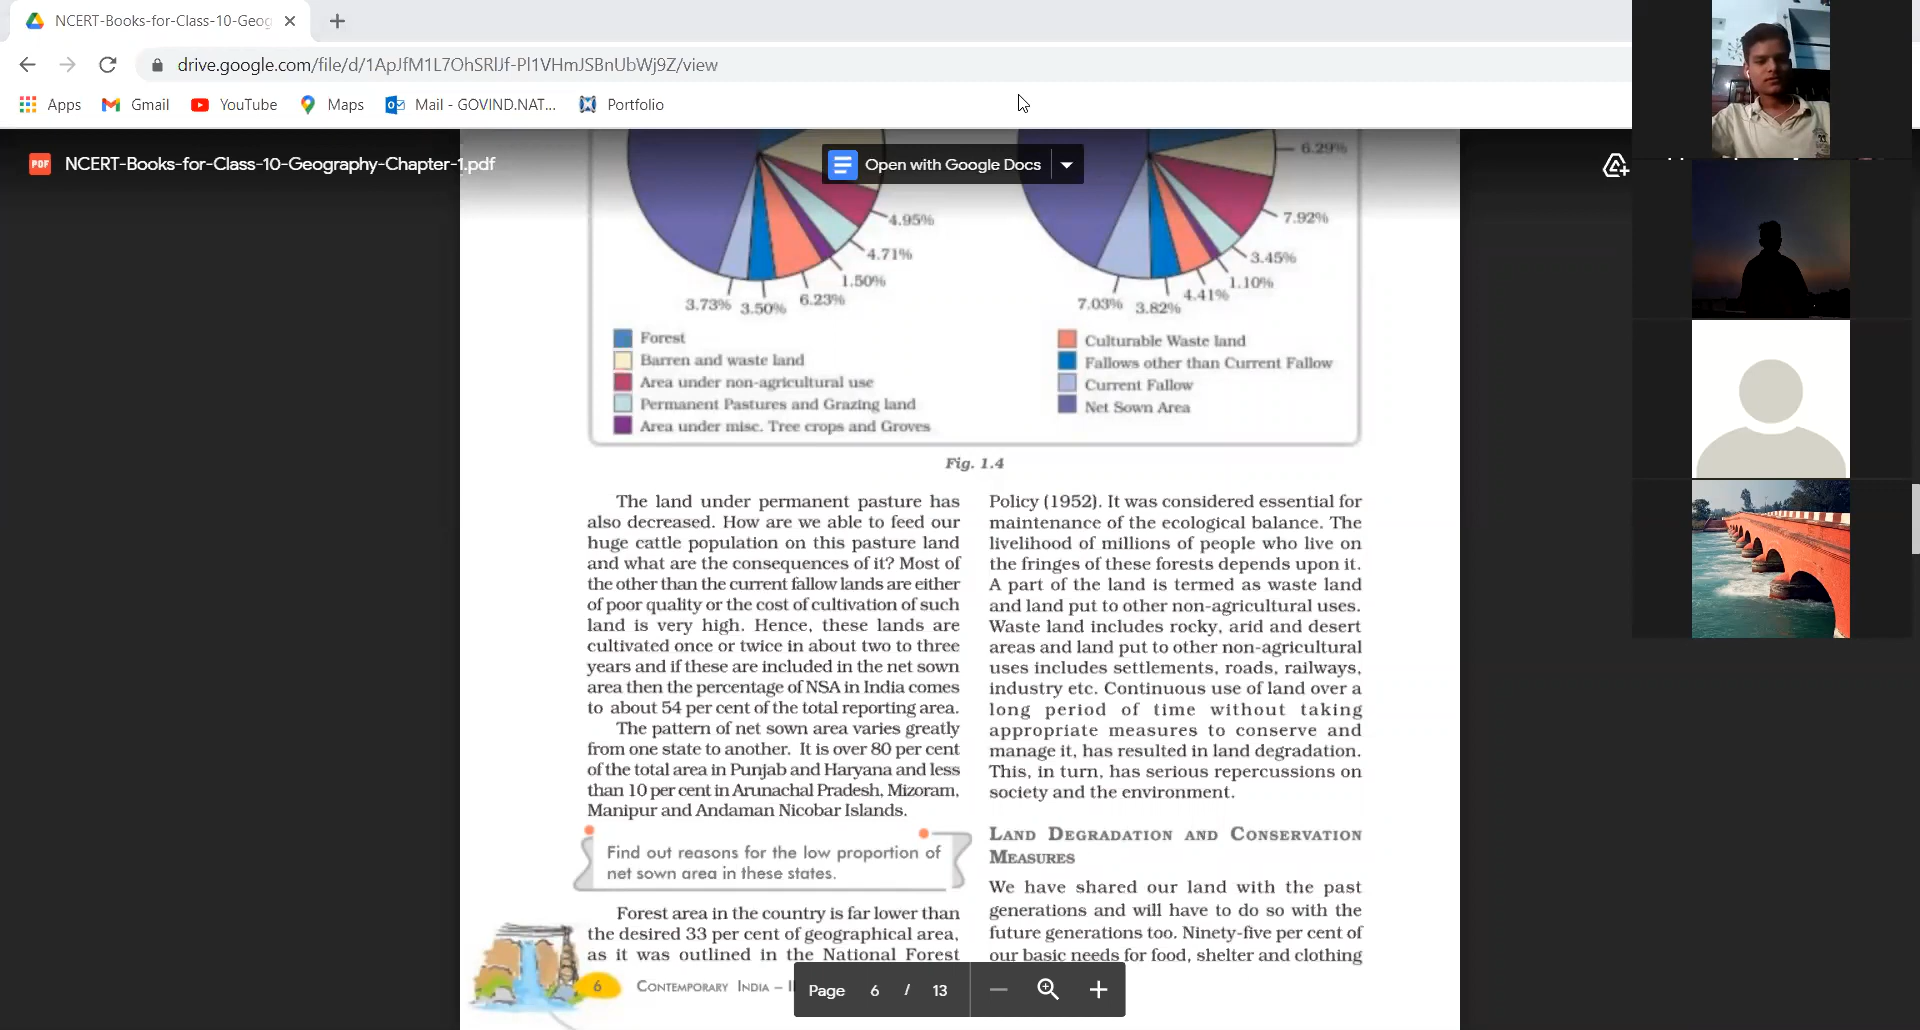 NCERT-Books-for-Class-10-Geog
drive.google.com/file/d/1ApJfM1L7OhSRlJf-Pl1VHmJSBnUbWj9Z/view
Apps Gmail YouTube Maps Mail - GOVIND.NAT... Portfolio
PDF NCERT-Books-for-Class-10-Geography-Chapter-1.pdf
Open with Google Docs
4.95%
4.71%
1.50%
6.23%
3.50%
3.73%
6.29%
7.92%
3.45%
1.10%
4.41%
3.82%
7.03%
Forest
Barren and waste land
Area under non-agricultural use
Permanent Pastures and Grazing land
Area under misc. Tree crops and Groves
Culturable Waste land
Fallows other than Current Fallow
Current Fallow
Net Sown Area
Fig. 1.4
The land under permanent pasture has
also decreased. How are we able to feed our
huge cattle population on this pasture land
and what are the consequences of it? Most of
the other than the current fallow lands are either
of poor quality or the cost of cultivation of such
land is very high. Hence, these lands are
cultivated once or twice in about two to three
years and if these are included in the net sown
area then the percentage of NSA in India comes
to about 54 per cent of the total reporting area.
The pattern of net sown area varies greatly
from one state to another. It is over 80 per cent
of the total area in Punjab and Haryana and less
than 10 per cent in Arunachal Pradesh, Mizoram,
Manipur and Andaman Nicobar Islands.
Find out reasons for the low proportion of
net sown area in these states.
Forest area in the country is far lower than
the desired 33 per cent of geographical area,
as it was outlined in the National Forest
Policy (1952). It was considered essential for
maintenance of the ecological balance. The
livelihood of millions of people who live on
the fringes of these forests depends upon it.
A part of the land is termed as waste land
and land put to other non-agricultural uses.
Waste land includes rocky, arid and desert
areas and land put to other non-agricultural
uses includes settlements, roads, railways,
industry etc. Continuous use of land over a
long period of time without taking
appropriate measures to conserve and
manage it, has resulted in land degradation.
This, in turn, has serious repercussions on
society and the environment.
LAND DEGRADATION AND CONSERVATION
MEASURES
We have shared our land with the past
generations and will have to do so with the
future generations too. Ninety-five per cent of
our basic needs for food, shelter and clothing
6 CONTEMPORARY INDIA – I
Page 6 / 13